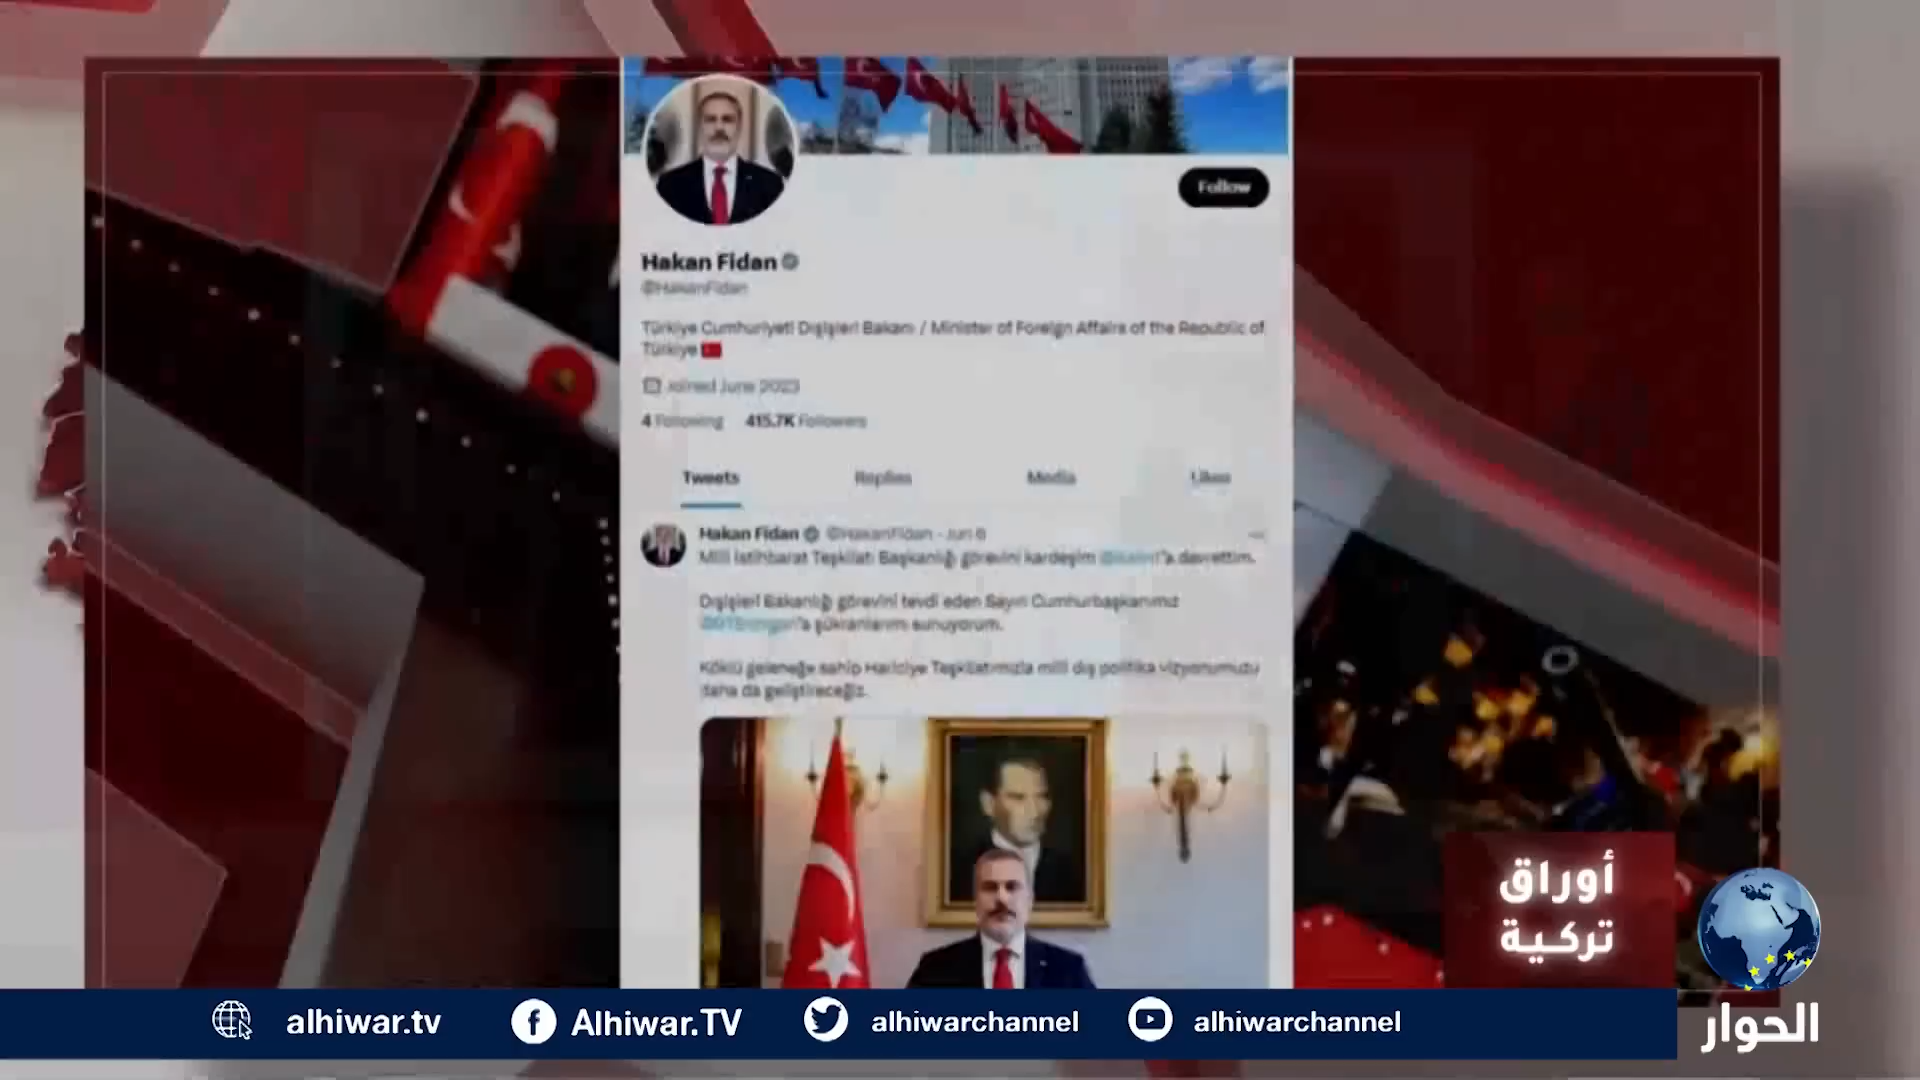 Follow
Hakan Fidan
@HakanFidan
Türkiye Cumhuriyeti Dışişleri Bakanı / Minister of Foreign Affairs of the Republic of
Türkiye
Joined June 2023
4 Following 415.7K Followers
Tweets Replies Media Likes
Hakan Fidan @HakanFidan · Jun 6
Milli İstihbarat Teşkilatı Başkanlığı görevini kardeşim 'a devrettim.
Dışişleri Bakanlığı görevini tevdi eden Sayın Cumhurbaşkanımız
@RTErdogan'a şükranlarımı sunuyorum.
Köklü geleneğe sahip Hariciye Teşkilatımızla milli dış politika vizyonumuzu
daha da geliştireceğiz.
أوراق
تركية
alhiwar.tv Alhiwar.TV alhiwarchannel alhiwarchannel
الحوار